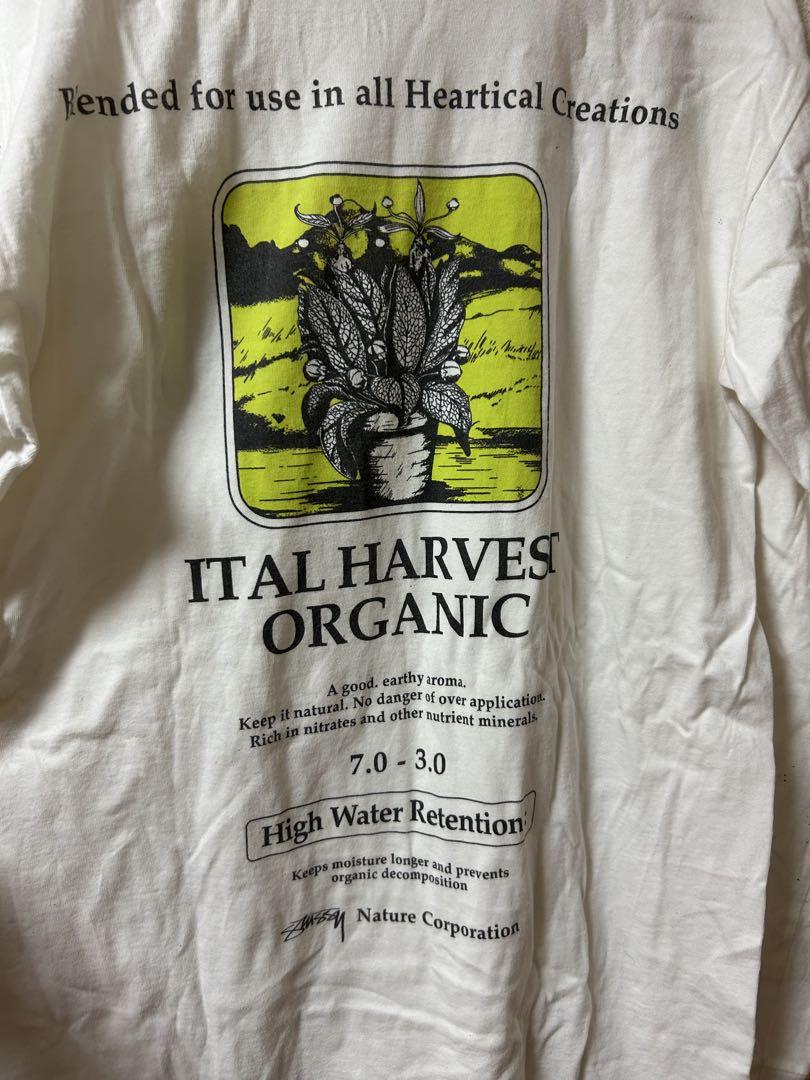 Blended for use in all Heartical Creations
ITAL HARVEST
ORGANIC
A good. earthy aroma.
Keep it natural. No danger of over application.
Rich in nitrates and other nutrient minerals.
7.0 - 3.0
High Water Retention
Keeps moisture longer and prevents
organic decomposition
Stüssy Nature Corporation